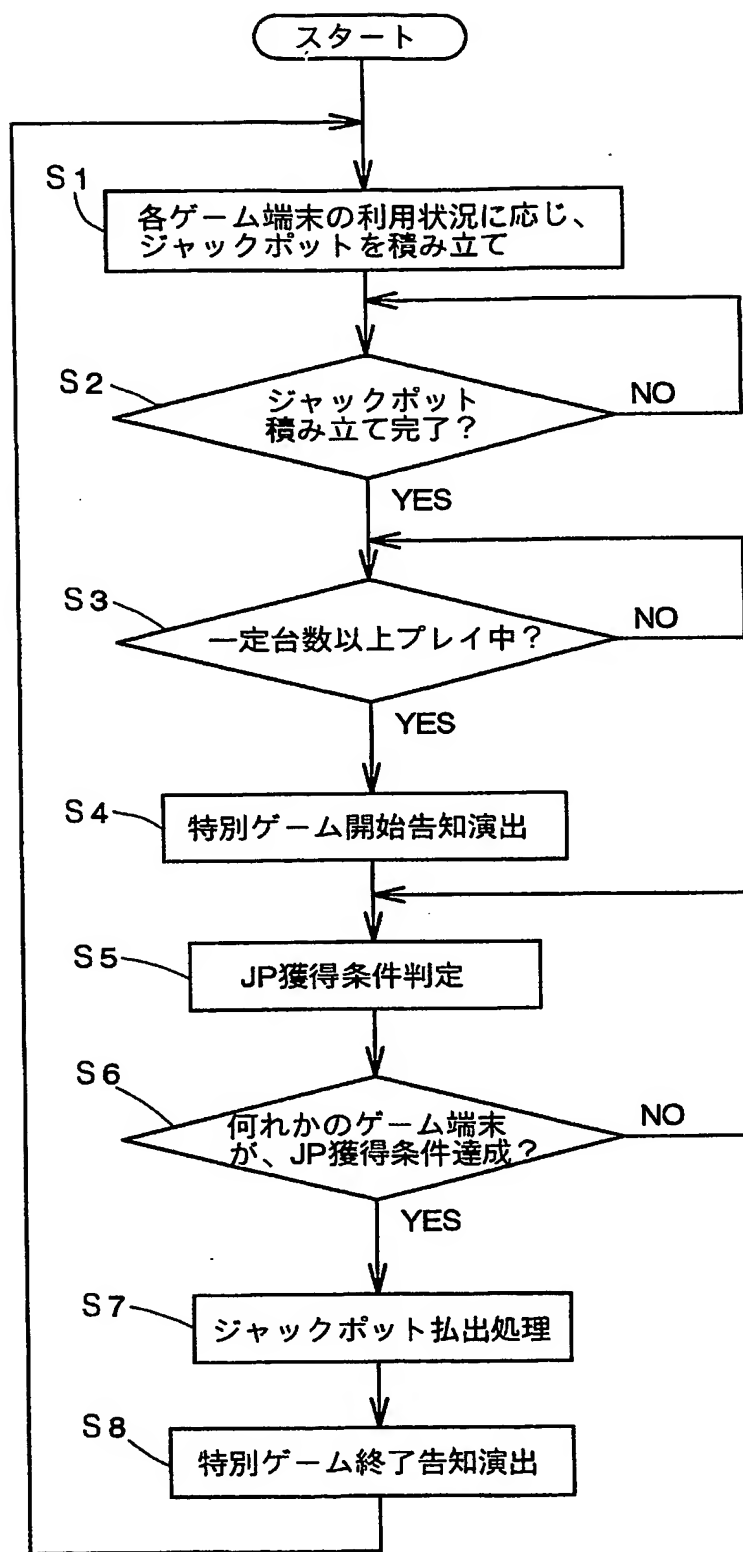 スタート
S1
各ゲーム端末の利用状況に応じ、
ジャックポットを積み立て
S2
ジャックポット
積み立て完了？
NO
YES
S3
一定台数以上プレイ中？
NO
YES
S4
特別ゲーム開始告知演出
S5
JP獲得条件判定
S6
何れかのゲーム端末
が、JP獲得条件達成？
NO
YES
S7
ジャックポット払出処理
S8
特別ゲーム終了告知演出